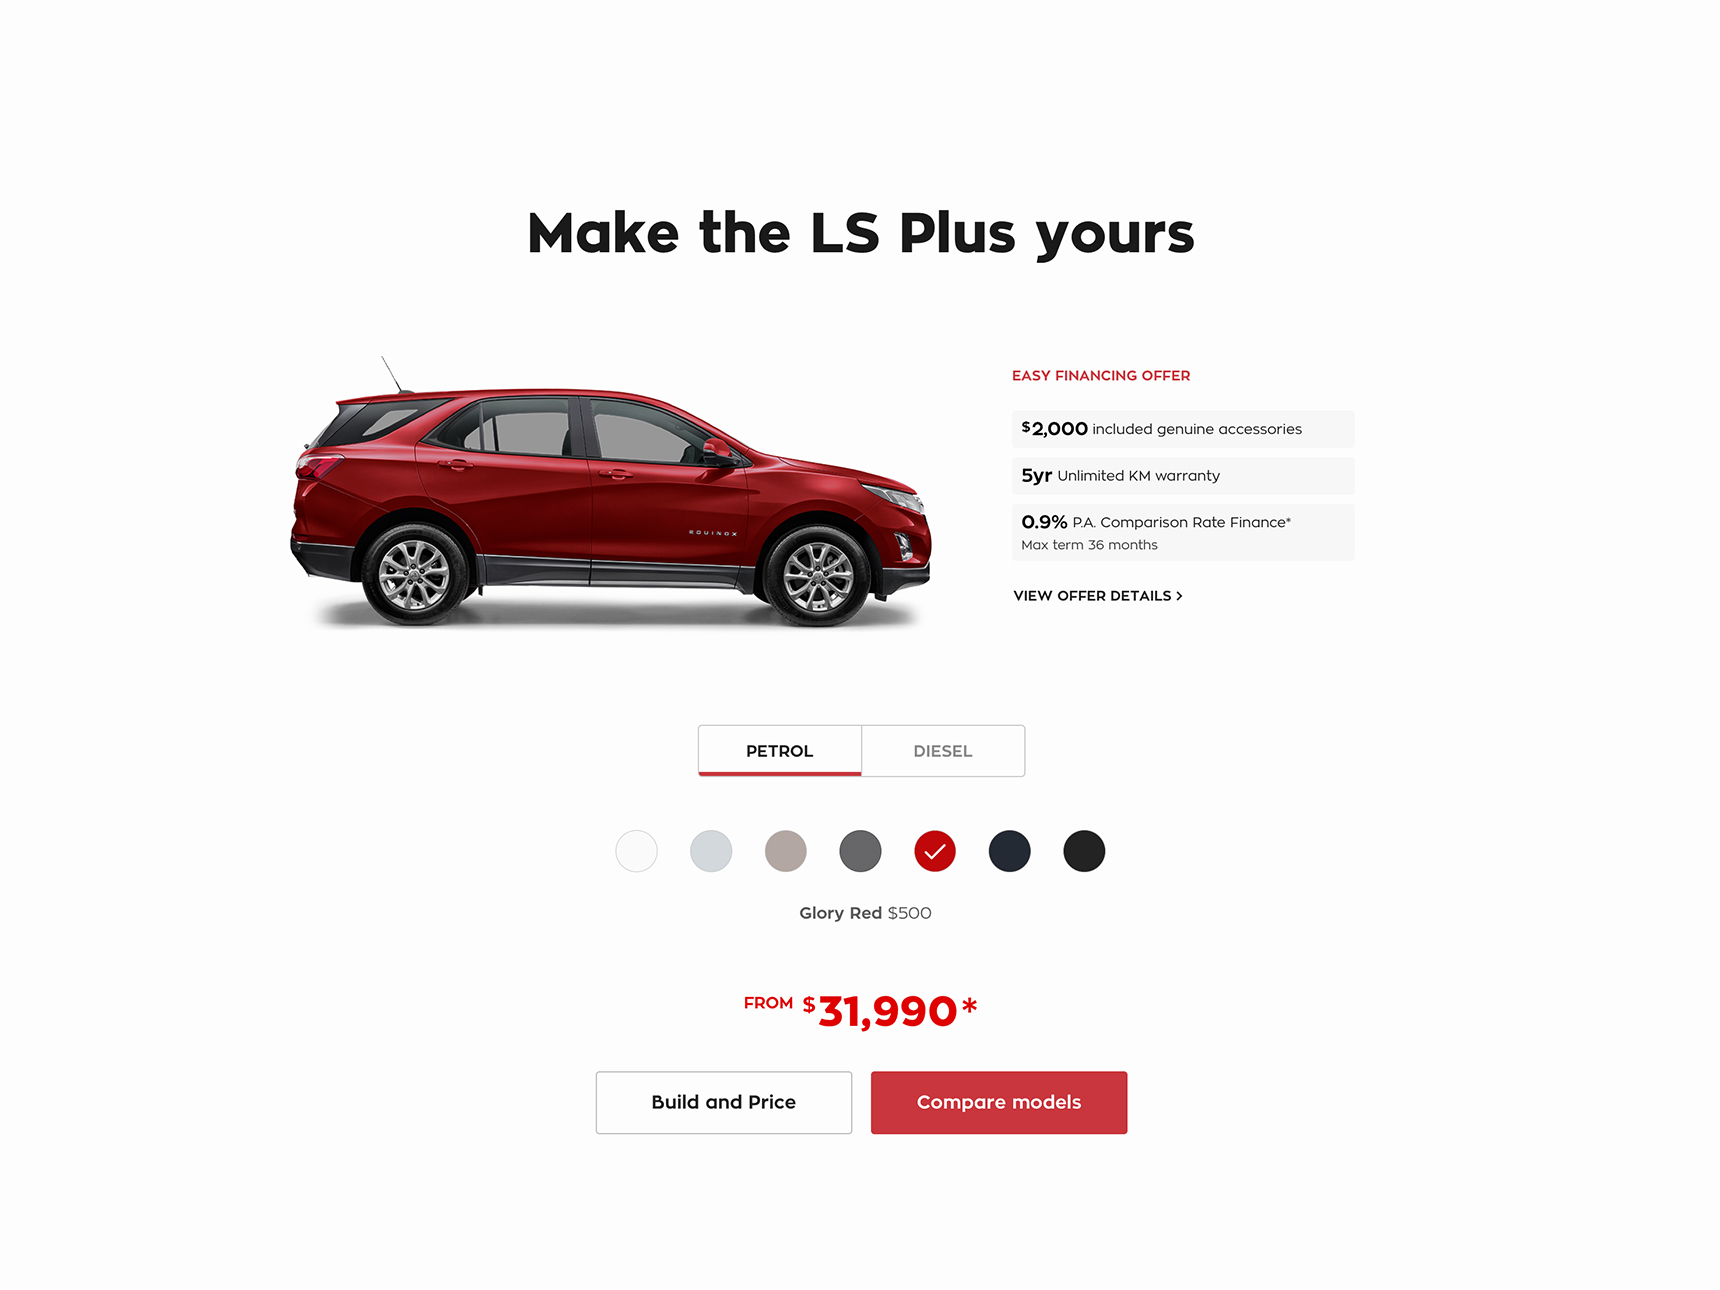 Make the LS Plus yours
EASY FINANCING OFFER
$2,000 included genuine accessories
5yr Unlimited KM warranty
0.9% P.A. Comparison Rate Finance*
Max term 36 months
VIEW OFFER DETAILS >
EQUINOX
PETROL
DIESEL
Glory Red $500
FROM $31,990*
Build and Price
Compare models